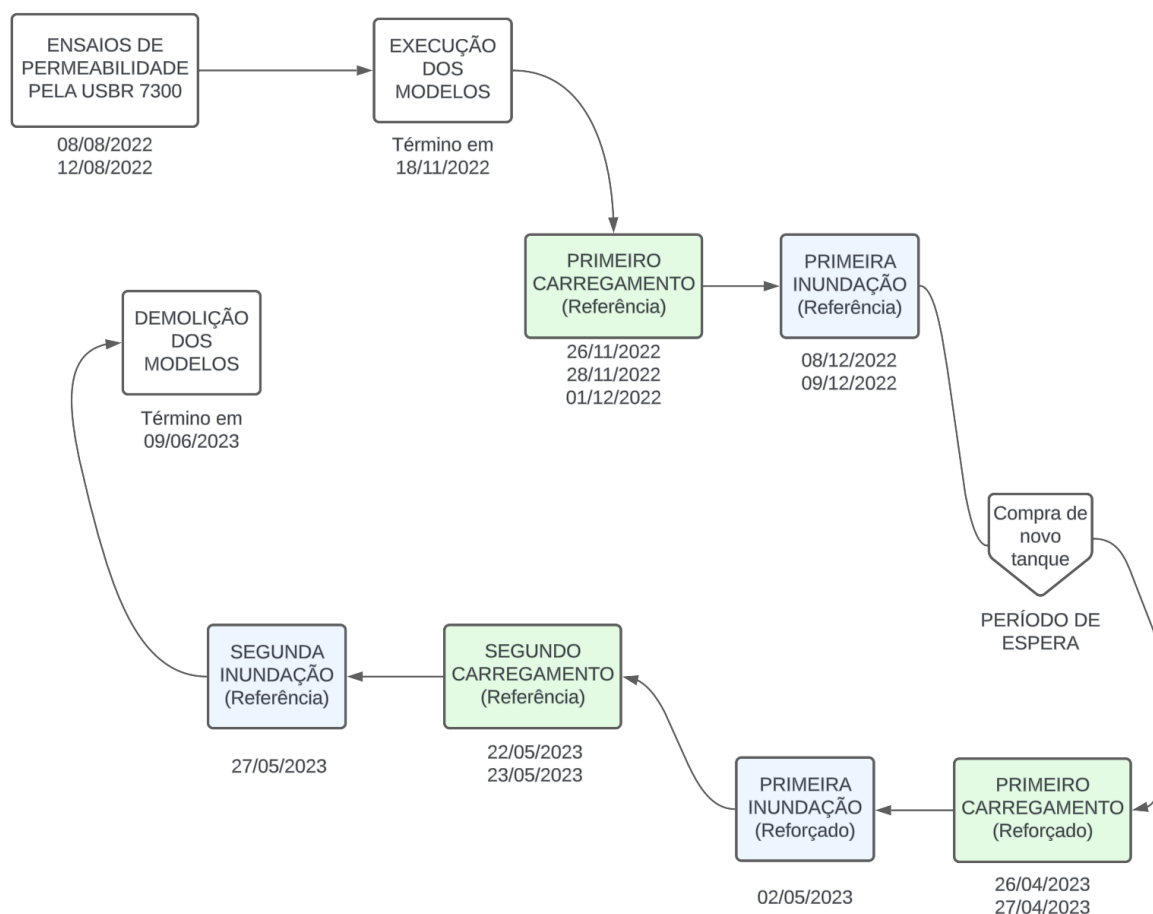 ENSAIOS DE
PERMEABILIDADE
PELA USBR 7300
08/08/2022
12/08/2022
EXECUÇÃO
DOS
MODELOS
Término em
18/11/2022
PRIMEIRO
CARREGAMENTO
(Referência)
26/11/2022
28/11/2022
01/12/2022
PRIMEIRA
INUNDAÇÃO
(Referência)
08/12/2022
09/12/2022
Compra de
novo
tanque
PERÍODO DE
ESPERA
PRIMEIRO
CARREGAMENTO
(Reforçado)
26/04/2023
27/04/2023
PRIMEIRA
INUNDAÇÃO
(Reforçado)
02/05/2023
SEGUNDO
CARREGAMENTO
(Referência)
22/05/2023
23/05/2023
SEGUNDA
INUNDAÇÃO
(Referência)
27/05/2023
DEMOLIÇÃO
DOS
MODELOS
Término em
09/06/2023